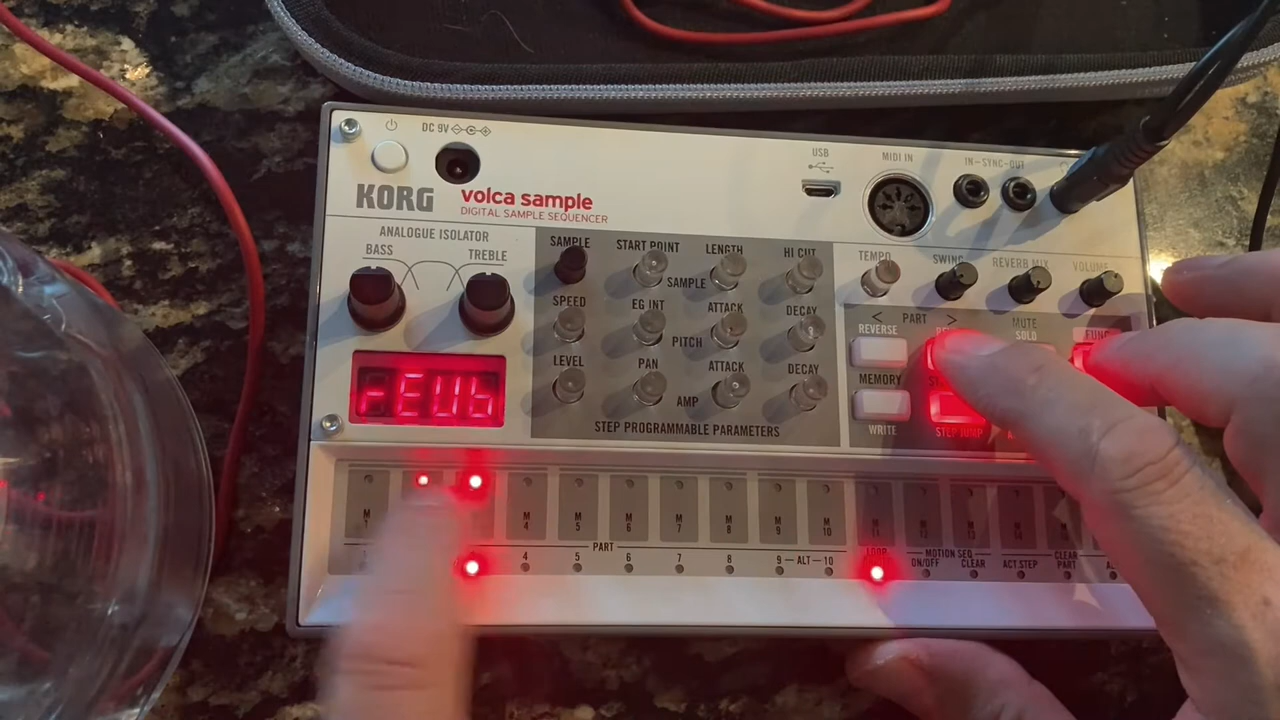 DC 9V
USB
MIDI IN
IN-SYNC-OUT
KORG
volca sample
DIGITAL SAMPLE SEQUENCER
ANALOGUE ISOLATOR
BASS
TREBLE
SAMPLE
START POINT
LENGTH
HI CUT
SAMPLE
TEMPO
SWING
REVERB MIX
VOLUME
SPEED
EG INT
ATTACK
DECAY
PITCH
< PART >
REVERSE
MUTE
SOLO
FUNC
LEVEL
PAN
ATTACK
DECAY
AMP
MEMORY
WRITE
STEP JUMP
STEP PROGRAMMABLE PARAMETERS
M
4
M
5
M
6
M
7
M
8
M
9
M
10
M
11
PART
4
5
6
7
8
9-ALT-10
LOOP
MOTION SEQ
ON/OFF
CLEAR
ACT.STEP
CLEAR
PART